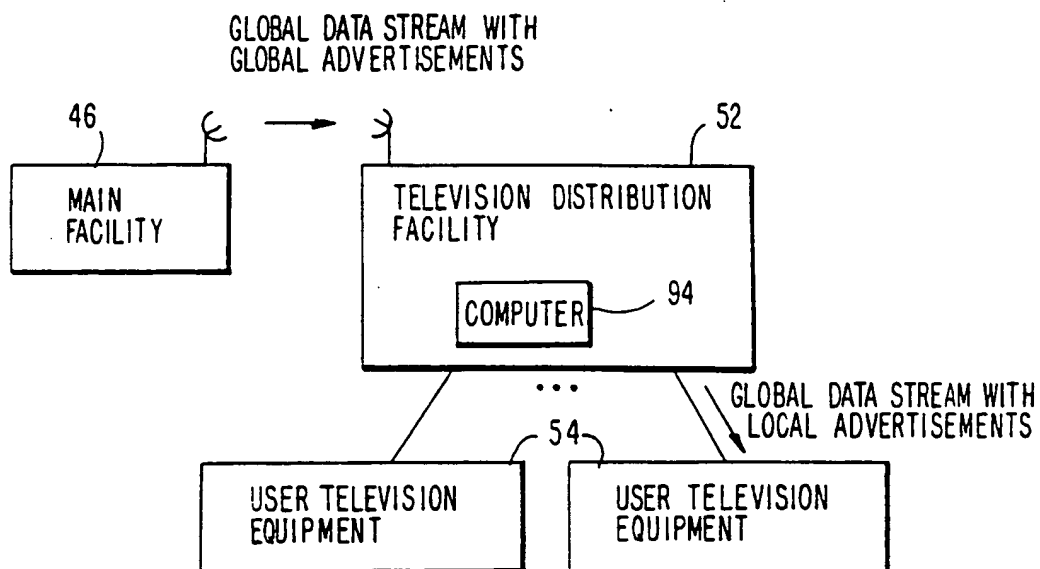 GLOBAL DATA STREAM WITH
GLOBAL ADVERTISEMENTS
46
52
MAIN
FACILITY
TELEVISION DISTRIBUTION
FACILITY
COMPUTER
94
GLOBAL DATA STREAM WITH
LOCAL ADVERTISEMENTS
54
USER TELEVISION
EQUIPMENT
USER TELEVISION
EQUIPMENT